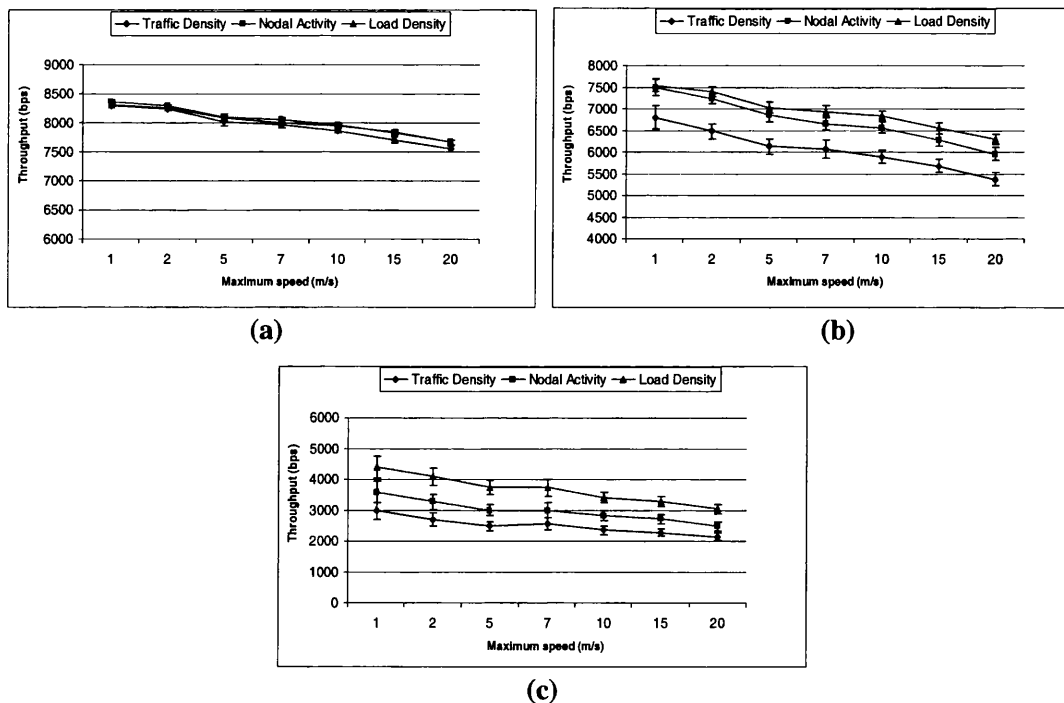 Traffic Density Nodal Activity Load Density
9000
8500
8000
7500
7000
6500
6000
Throughput (bps)
1 2 5 7 10 15 20
Maximum speed (m/s)
(a)
Traffic Density Nodal Activity Load Density
8000
7500
7000
6500
6000
5500
5000
4500
4000
Throughput (bps)
1 2 5 7 10 15 20
Maximum speed (m/s)
(b)
Traffic Density Nodal Activity Load Density
6000
5000
4000
3000
2000
1000
0
Throughput (bps)
1 2 5 7 10 15 20
Maximum speed (m/s)
(c)